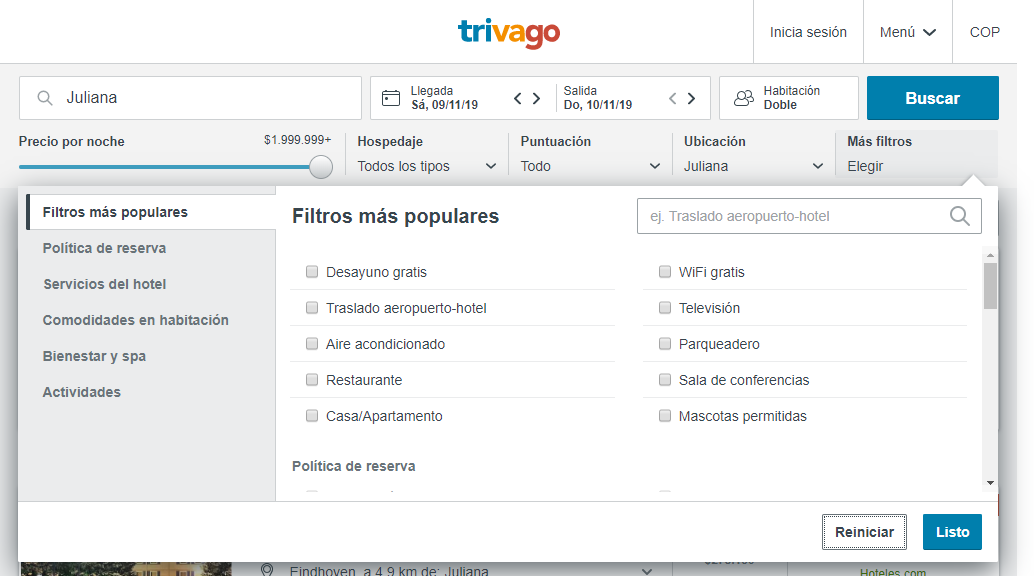 trivago
Inicia sesión
Menú
COP
Juliana
Llegada
Sá, 09/11/19
Salida
Do, 10/11/19
Habitación
Doble
Buscar
Precio por noche
$1.999.999+
Hospedaje
Todos los tipos
Puntuación
Todo
Ubicación
Juliana
Más filtros
Elegir
Filtros más populares
Política de reserva
Servicios del hotel
Comodidades en habitación
Bienestar y spa
Actividades
Filtros más populares
ej. Traslado aeropuerto-hotel
Desayuno gratis
WiFi gratis
Traslado aeropuerto-hotel
Televisión
Aire acondicionado
Parqueadero
Restaurante
Sala de conferencias
Casa/Apartamento
Mascotas permitidas
Política de reserva
Reiniciar
Listo
Eindhoven, a 4.9 km de: Juliana
Hoteles.com